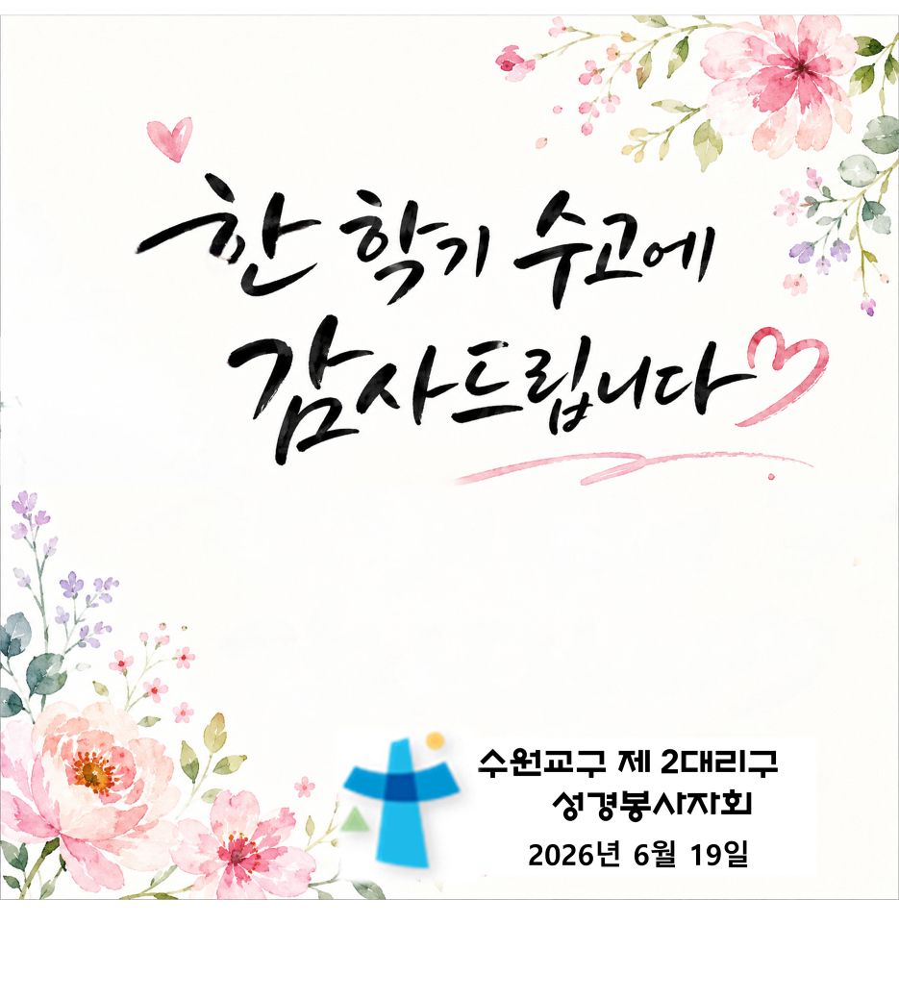 한 학기 수고에
감사드립니다
수원교구 제 2대리구
성경봉사자회
2026년 6월 19일